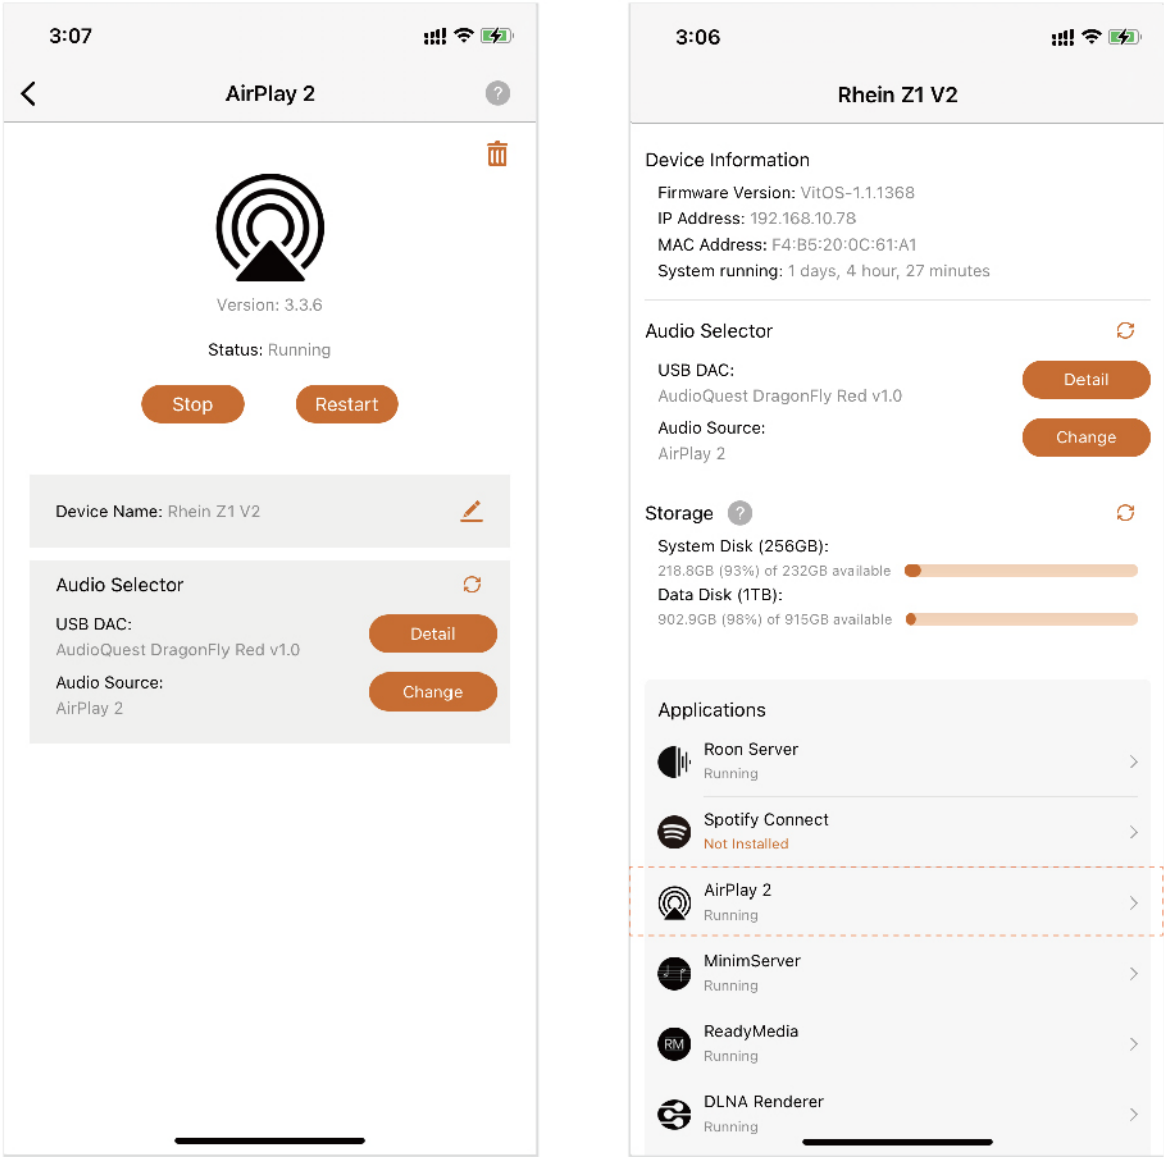 3:07
AirPlay 2
?
Version: 3.3.6
Status: Running
Stop Restart
Device Name: Rhein Z1 V2
Audio Selector
USB DAC:
AudioQuest DragonFly Red v1.0
Detail
Audio Source:
AirPlay 2
Change
3:06
Rhein Z1 V2
Device Information
Firmware Version: VitOS-1.1.1368
IP Address: 192.168.10.78
MAC Address: F4:B5:20:0C:61:A1
System running: 1 days, 4 hour, 27 minutes
Audio Selector
USB DAC:
AudioQuest DragonFly Red v1.0
Detail
Audio Source:
AirPlay 2
Change
Storage ?
System Disk (256GB):
218.8GB (93%) of 232GB available
Data Disk (1TB):
902.9GB (98%) of 915GB available
Applications
Roon Server
Running
Spotify Connect
Not Installed
AirPlay 2
Running
MinimServer
Running
RM
ReadyMedia
Running
DLNA Renderer
Running